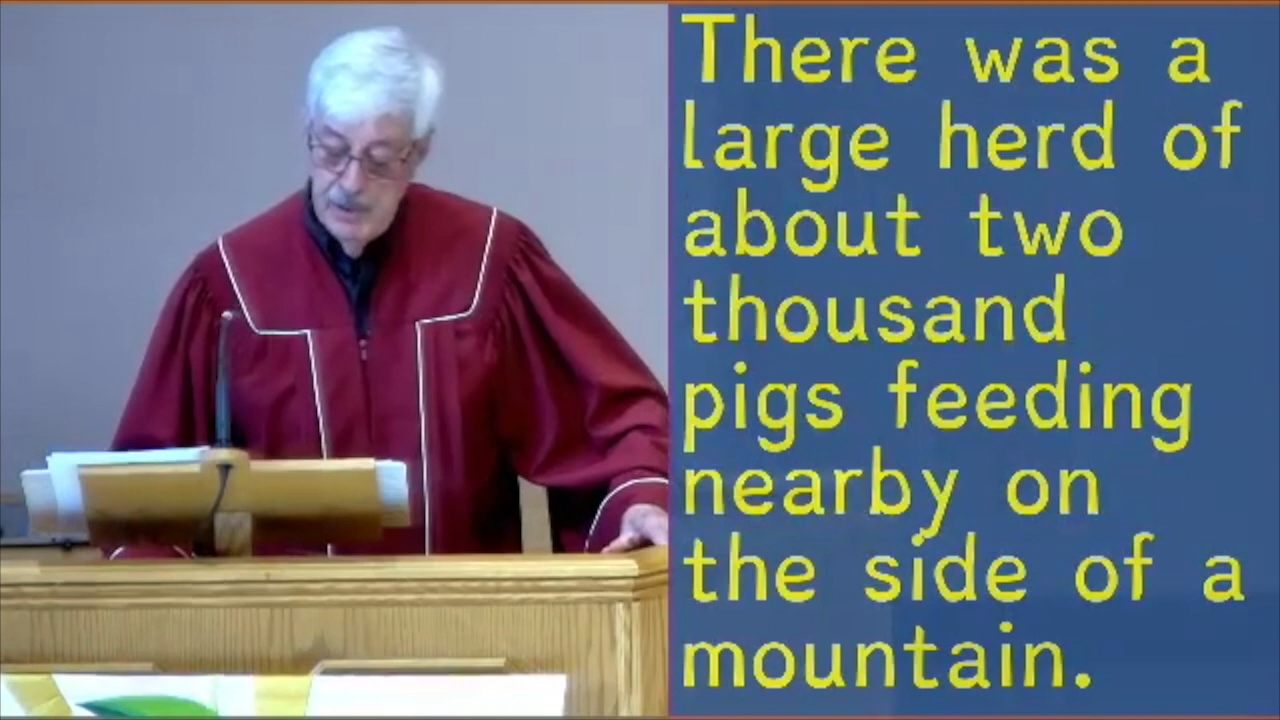 There was a
large herd of
about two
thousand
pigs feeding
nearby on
the side of a
mountain.